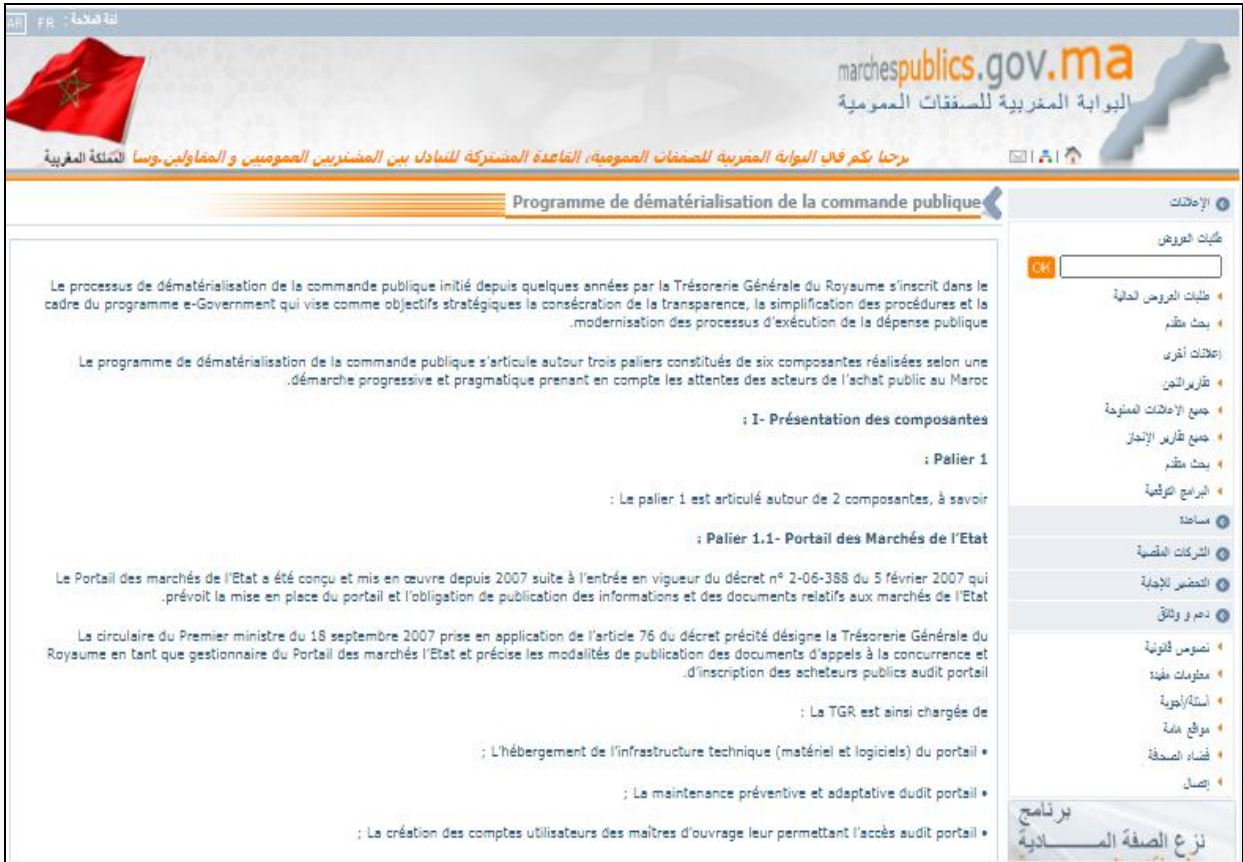 AR FR : لغة الملاحة
marchespublics.gov.ma
البوابة المغربية للصفقات العمومية
مرحبا بكم في البوابة المغربية للصفقات العمومية، القاعدة المشتركة للتبادل بين المشتريين العموميين و المقاولين.وسا
المملكة المغربية
Programme de dématérialisation de la commande publique
Le processus de dématérialisation de la commande publique initié depuis quelques années par la Trésorerie Générale du Royaume s'inscrit dans le
cadre du programme e-Government qui vise comme objectifs stratégiques la consécration de la transparence, la simplification des procédures et la
.modernisation des processus d'exécution de la dépense publique
Le programme de dématérialisation de la commande publique s'articule autour trois paliers constitués de six composantes réalisées selon une
.démarche progressive et pragmatique prenant en compte les attentes des acteurs de l'achat public au Maroc
: I- Présentation des composantes
: Palier 1
: Le palier 1 est articulé autour de 2 composantes, à savoir
: Palier 1.1- Portail des Marchés de l'Etat
Le Portail des marchés de l'Etat a été conçu et mis en œuvre depuis 2007 suite à l'entrée en vigueur du décret n° 2-06-388 du 5 février 2007 qui
.prévoit la mise en place du portail et l'obligation de publication des informations et des documents relatifs aux marchés de l'Etat
La circulaire du Premier ministre du 18 septembre 2007 prise en application de l'article 76 du décret précité désigne la Trésorerie Générale du
Royaume en tant que gestionnaire du Portail des marchés l'Etat et précise les modalités de publication des documents d'appels à la concurrence et
.d'inscription des acheteurs publics audit portail
: La TGR est ainsi chargée de
; L'hébergement de l'infrastructure technique (matériel et logiciels) du portail •
; La maintenance préventive et adaptative dudit portail •
; La création des comptes utilisateurs des maîtres d'ouvrage leur permettant l'accès audit portail •
الإعلانات
طلبات العروض
OK
طلبات العروض الحالية
بحث متقدم
إعلانات أخرى
تقارير اللجن
جميع الإعلانات الممنوحة
جميع تقارير الإنجاز
بحث متقدم
البرامج التوقعية
مساعدة
الشركات المقصية
التحضير للإجابة
دعم و وثائق
نصوص قانونية
معلومات مفيدة
أسئلة/أجوبة
مواقع هامة
فضاء الصحافة
إتصال
برنامج
نزع الصفة المـــــادية